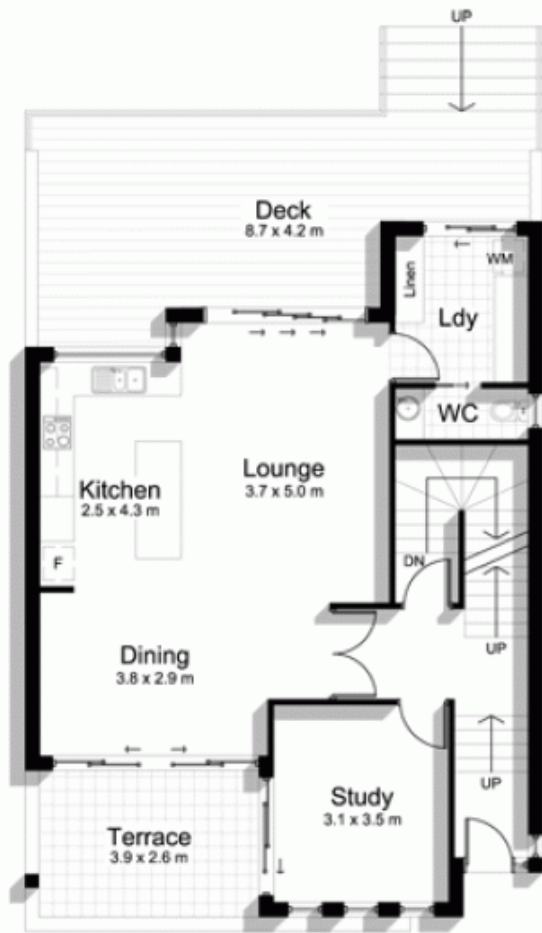 UP
Deck
8.7 x 4.2 m
Linen
WM
Ldy
WC
Lounge
3.7 x 5.0 m
Kitchen
2.5 x 4.3 m
F
DN
UP
Dining
3.8 x 2.9 m
UP
Study
3.1 x 3.5 m
Terrace
3.9 x 2.6 m